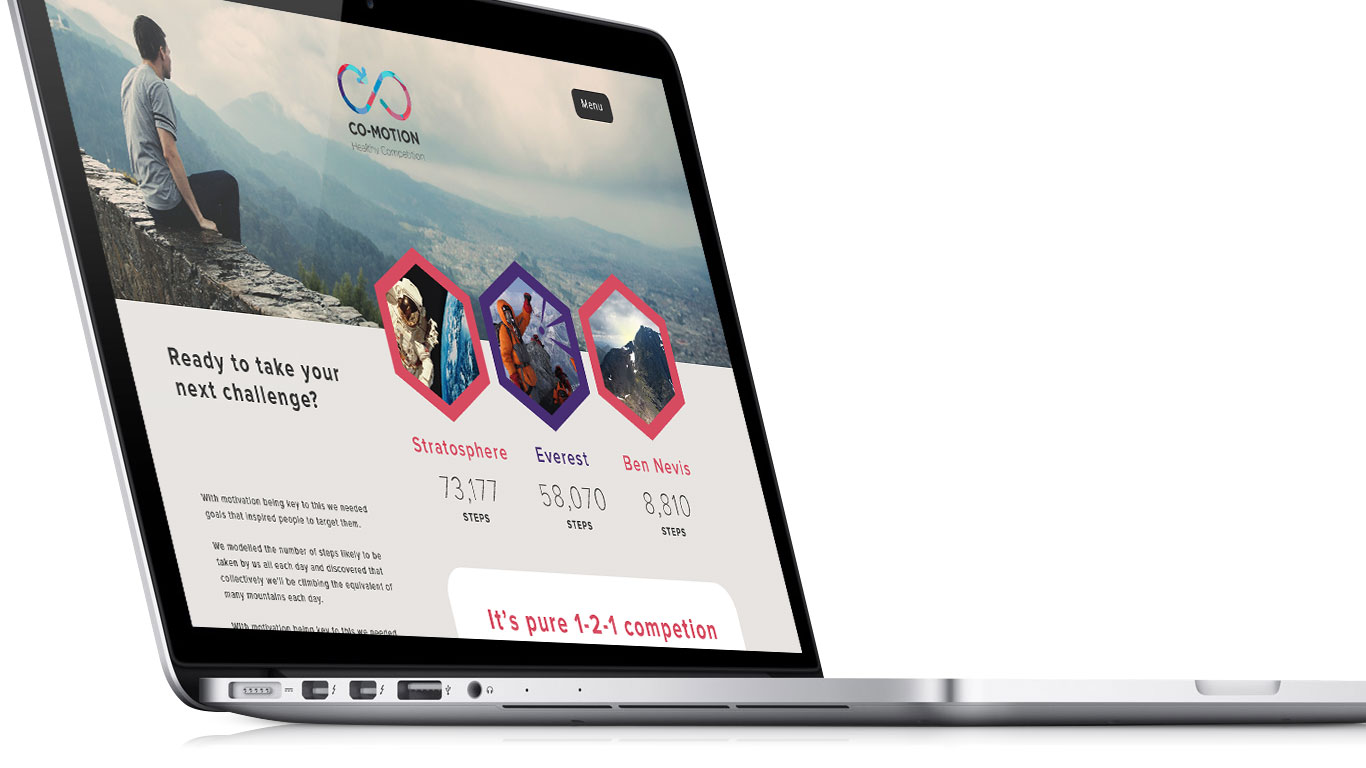 CO-MOTION
Healthy Competition
Menu
Ready to take your
next challenge?
Stratosphere
73,177
STEPS
Everest
58,070
STEPS
Ben Nevis
8,810
STEPS
With motivation being key to this we needed
goals that inspired people to target them.
We modelled the number of steps likely to be
taken by us all each day and discovered that
collectively we'll be climbing the equivalent of
many mountains each day.
With motivation being key to this we needed
It's pure 1-2-1 competion